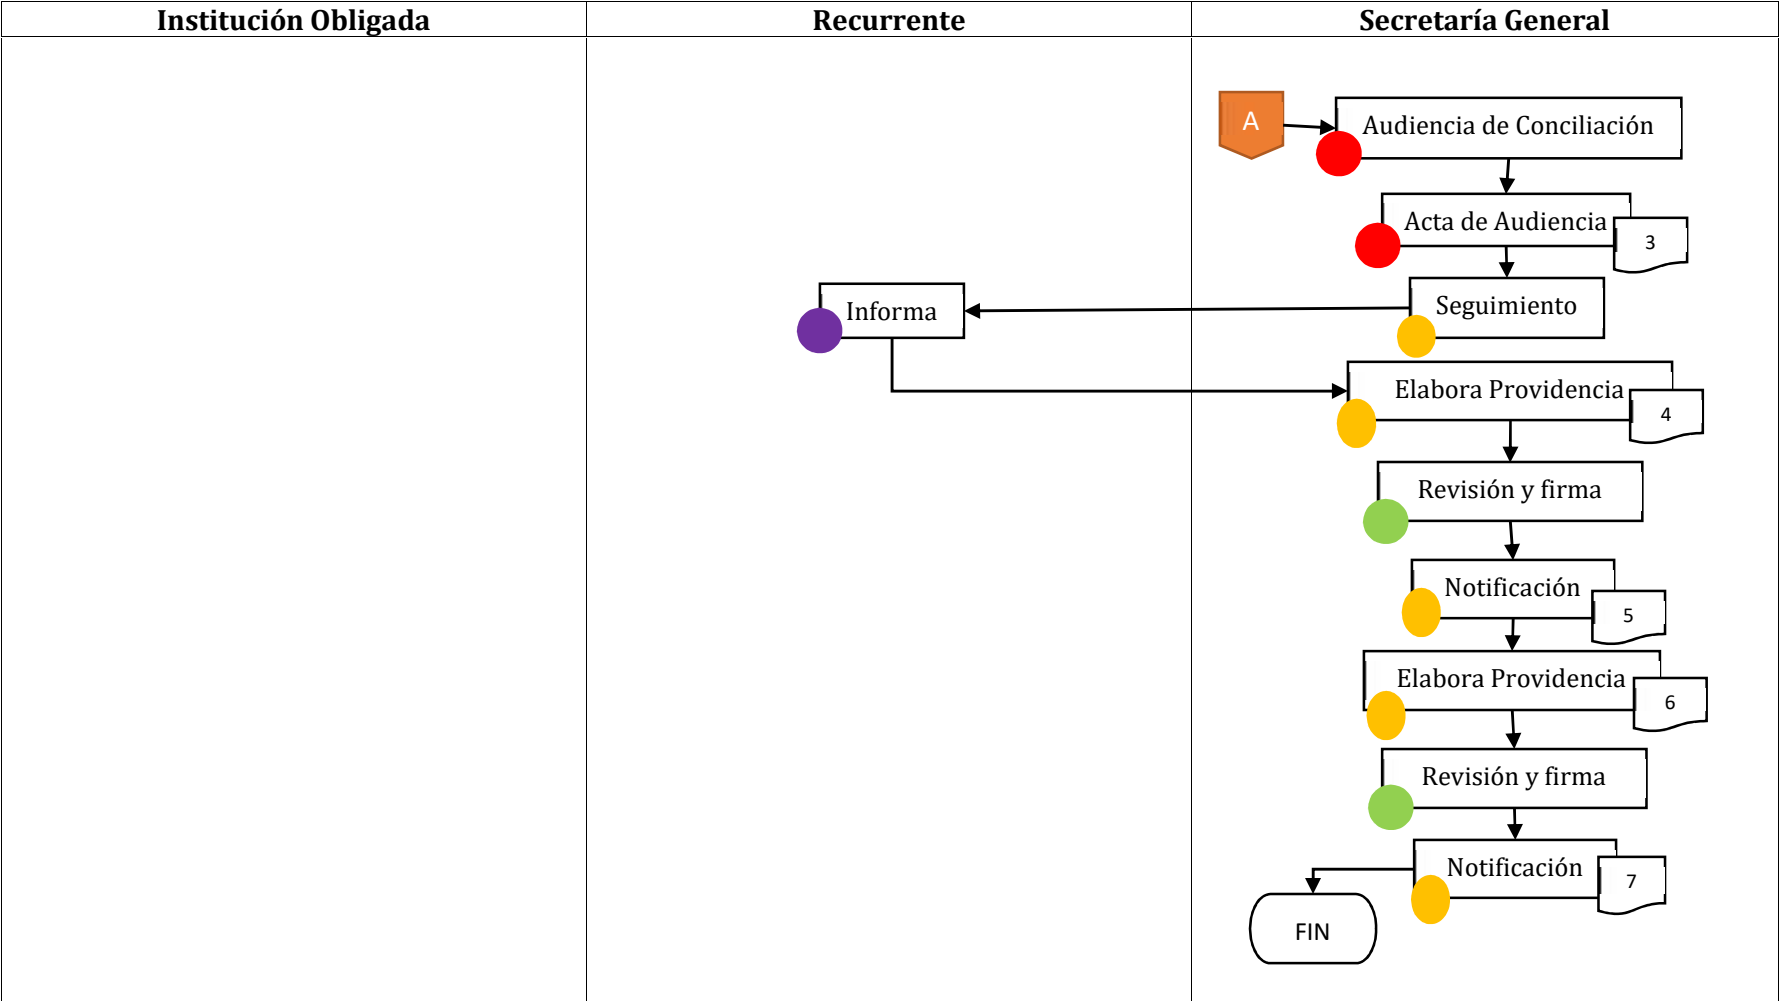 Institución Obligada
Recurrente
Secretaría General
A
Audiencia de Conciliación
Acta de Audiencia
3
Informa
Seguimiento
Elabora Providencia
4
Revisión y firma
Notificación
5
Elabora Providencia
6
Revisión y firma
Notificación
7
FIN